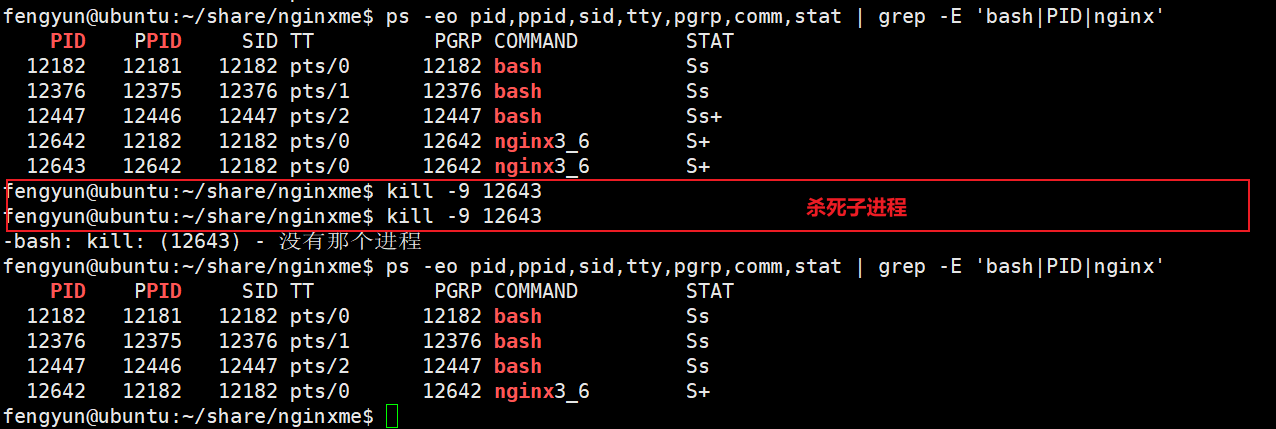 fengyun@ubuntu:~/share/nginxme$ ps -eo pid,ppid,sid,tty,pgrp,comm,stat | grep -E 'bash|PID|nginx'
PID PPID SID TT PGRP COMMAND STAT
12182 12181 12182 pts/0 12182 bash Ss
12376 12375 12376 pts/1 12376 bash Ss
12447 12446 12447 pts/2 12447 bash Ss+
12642 12182 12182 pts/0 12642 nginx3_6 S+
12643 12642 12182 pts/0 12642 nginx3_6 S+
fengyun@ubuntu:~/share/nginxme$ kill -9 12643
fengyun@ubuntu:~/share/nginxme$ kill -9 12643
杀死子进程
-bash: kill: (12643) - 没有那个进程
fengyun@ubuntu:~/share/nginxme$ ps -eo pid,ppid,sid,tty,pgrp,comm,stat | grep -E 'bash|PID|nginx'
PID PPID SID TT PGRP COMMAND STAT
12182 12181 12182 pts/0 12182 bash Ss
12376 12375 12376 pts/1 12376 bash Ss
12447 12446 12447 pts/2 12447 bash Ss
12642 12182 12182 pts/0 12642 nginx3_6 S+
fengyun@ubuntu:~/share/nginxme$